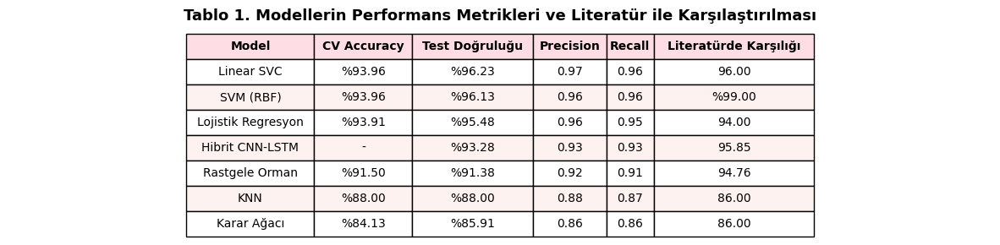 Tablo 1. Modellerin Performans Metrikleri ve Literatür ile Karşılaştırılması
Model CV Accuracy Test Doğruluğu Precision Recall Literatürde Karşılığı
Linear SVC %93.96 %96.23 0.97 0.96 96.00
SVM (RBF) %93.96 %96.13 0.96 0.96 %99.00
Lojistik Regresyon %93.91 %95.48 0.96 0.95 94.00
Hibrit CNN-LSTM - %93.28 0.93 0.93 95.85
Rastgele Orman %91.50 %91.38 0.92 0.91 94.76
KNN %88.00 %88.00 0.88 0.87 86.00
Karar Ağacı %84.13 %85.91 0.86 0.86 86.00